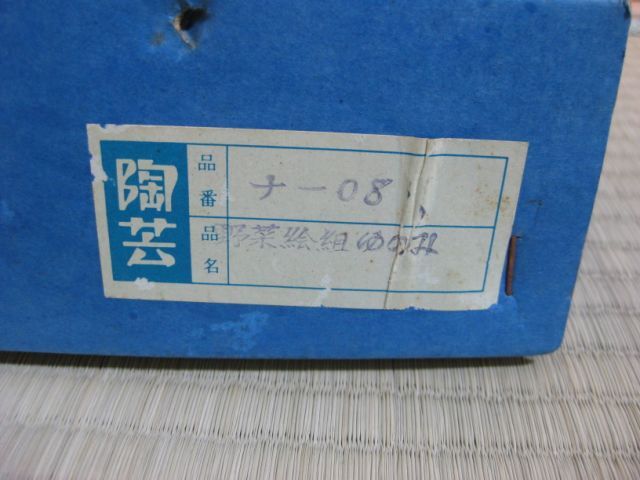 陶芸
品番 ナー08
品名 野菜絵組ゆのみ